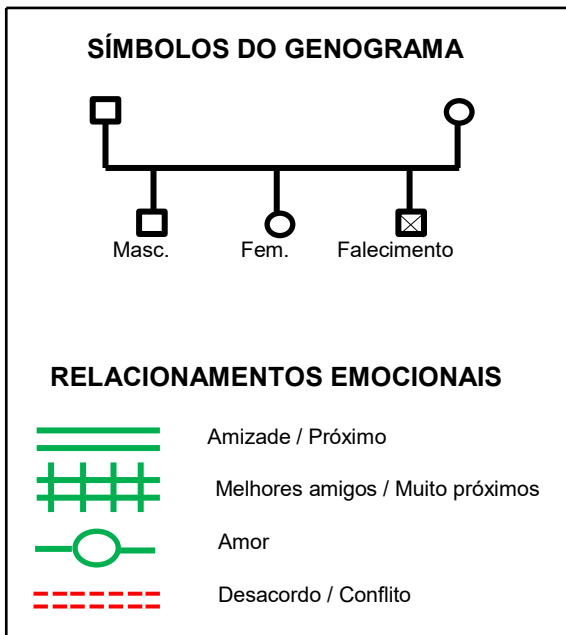 SÍMBOLOS DO GENOGRAMA
Masc. Fem. Falecimento
RELACIONAMENTOS EMOCIONAIS
Amizade / Próximo
Melhores amigos / Muito próximos
Amor
Desacordo / Conflito